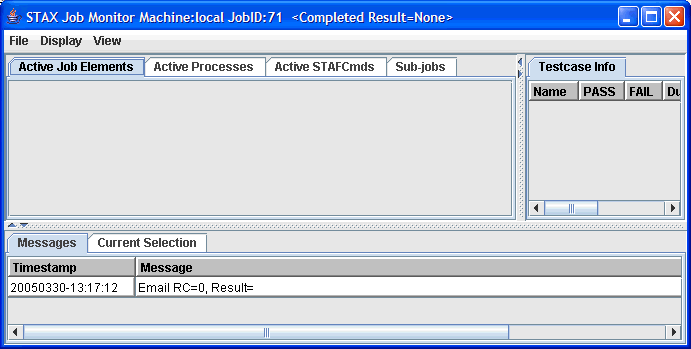 STAX Job Monitor Machine:local JobID:71 <Completed Result=None>
File Display View
Active Job Elements Active Processes Active STAFCmds Sub-jobs
Testcase Info
Name PASS FAIL Du
Messages Current Selection
Timestamp Message
20050330-13:17:12 Email RC=0, Result=